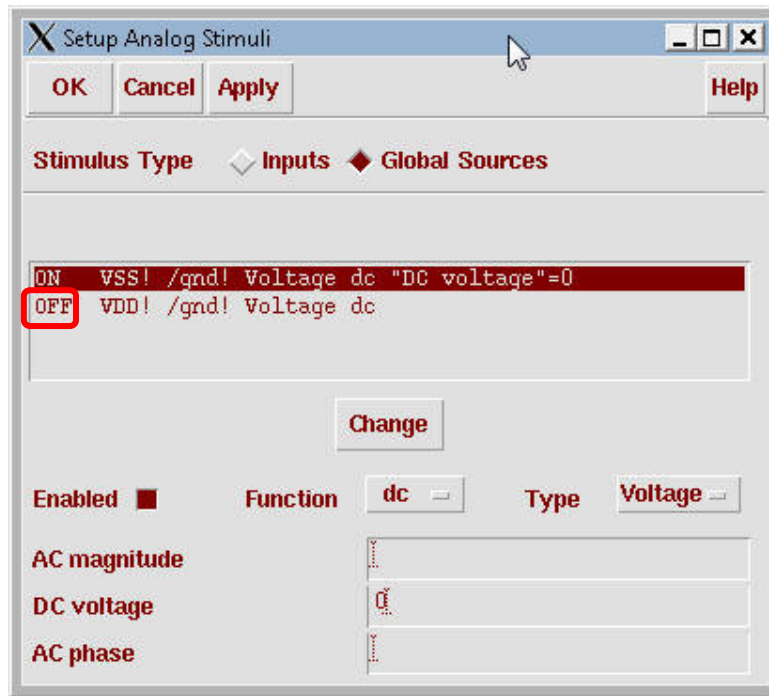 Setup Analog Stimuli
OK Cancel Apply Help
Stimulus Type Inputs Global Sources
ON VSS! /gnd! Voltage dc "DC voltage"=0
OFF VDD! /gnd! Voltage dc
Change
Enabled Function dc Type Voltage
AC magnitude
DC voltage 0
AC phase